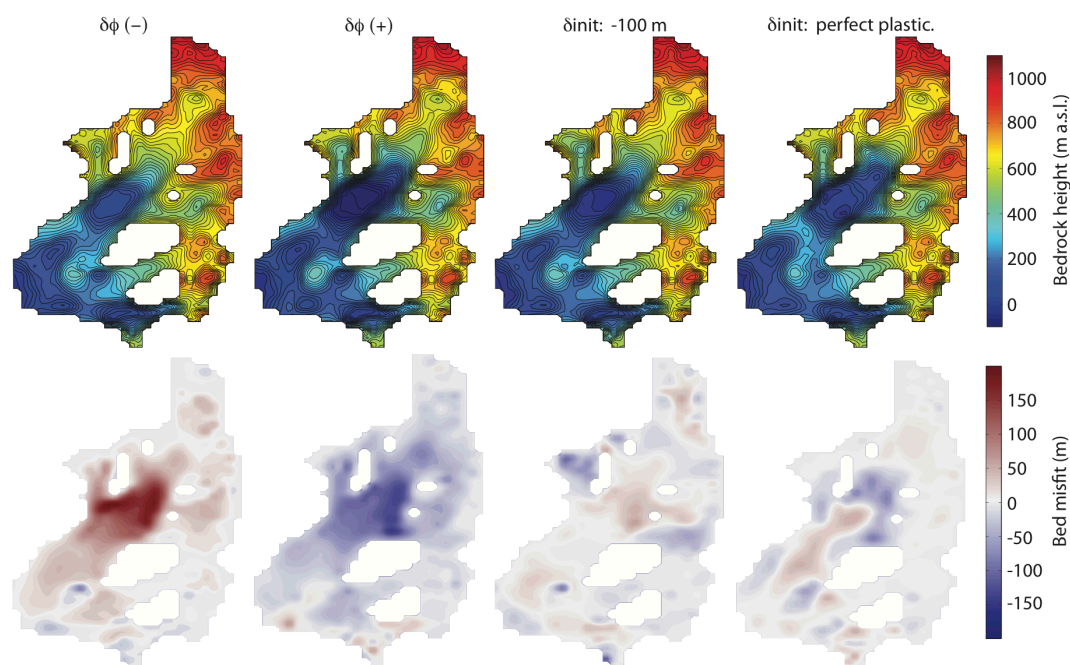 δϕ (−)
δϕ (+)
δinit: -100 m
δinit: perfect plastic.
1000
800
600
400
200
0
Bedrock height (m a.s.l.)
150
100
50
0
-50
-100
-150
Bed misfit (m)